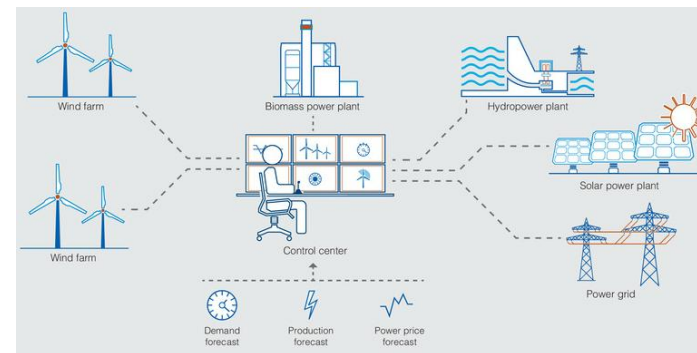 Wind farm
Biomass power plant
Hydropower plant
Solar power plant
Wind farm
Control center
Power grid
Demand
forecast
Production
forecast
Power price
forecast